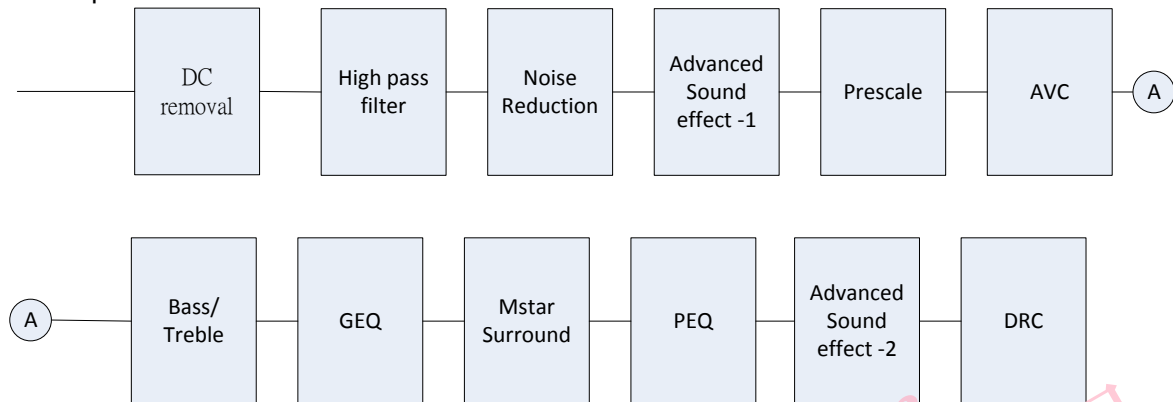 DC
removal
High pass
filter
Noise
Reduction
Advanced
Sound
effect -1
Prescale
AVC
A
A
Bass/
Treble
GEQ
Mstar
Surround
PEQ
Advanced
Sound
effect -2
DRC